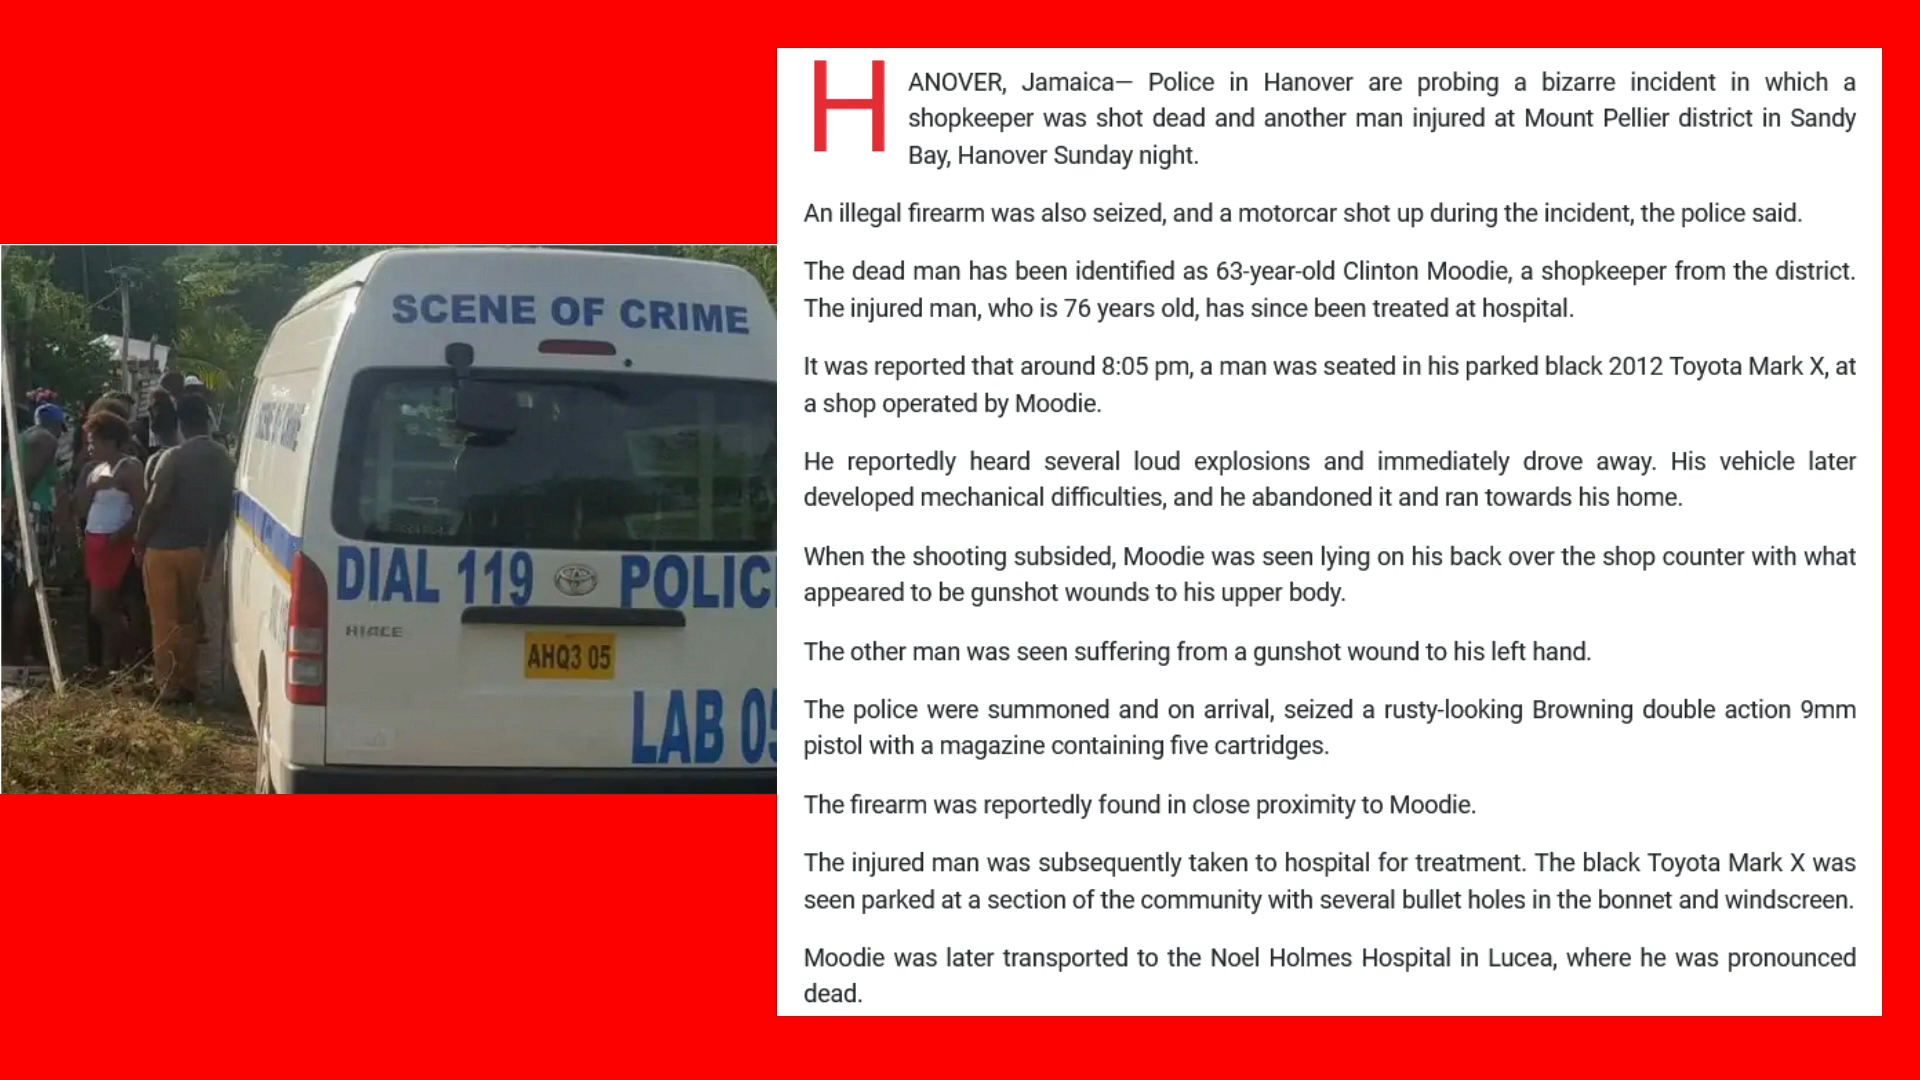 SCENE OF CRIME
DIAL 119 POLIC
HIACE
AHQ3 05
LAB 05
HANOVER, Jamaica— Police in Hanover are probing a bizarre incident in which a
shopkeeper was shot dead and another man injured at Mount Pellier district in Sandy
Bay, Hanover Sunday night.
An illegal firearm was also seized, and a motorcar shot up during the incident, the police said.
The dead man has been identified as 63-year-old Clinton Moodie, a shopkeeper from the district.
The injured man, who is 76 years old, has since been treated at hospital.
It was reported that around 8:05 pm, a man was seated in his parked black 2012 Toyota Mark X, at
a shop operated by Moodie.
He reportedly heard several loud explosions and immediately drove away. His vehicle later
developed mechanical difficulties, and he abandoned it and ran towards his home.
When the shooting subsided, Moodie was seen lying on his back over the shop counter with what
appeared to be gunshot wounds to his upper body.
The other man was seen suffering from a gunshot wound to his left hand.
The police were summoned and on arrival, seized a rusty-looking Browning double action 9mm
pistol with a magazine containing five cartridges.
The firearm was reportedly found in close proximity to Moodie.
The injured man was subsequently taken to hospital for treatment. The black Toyota Mark X was
seen parked at a section of the community with several bullet holes in the bonnet and windscreen.
Moodie was later transported to the Noel Holmes Hospital in Lucea, where he was pronounced
dead.